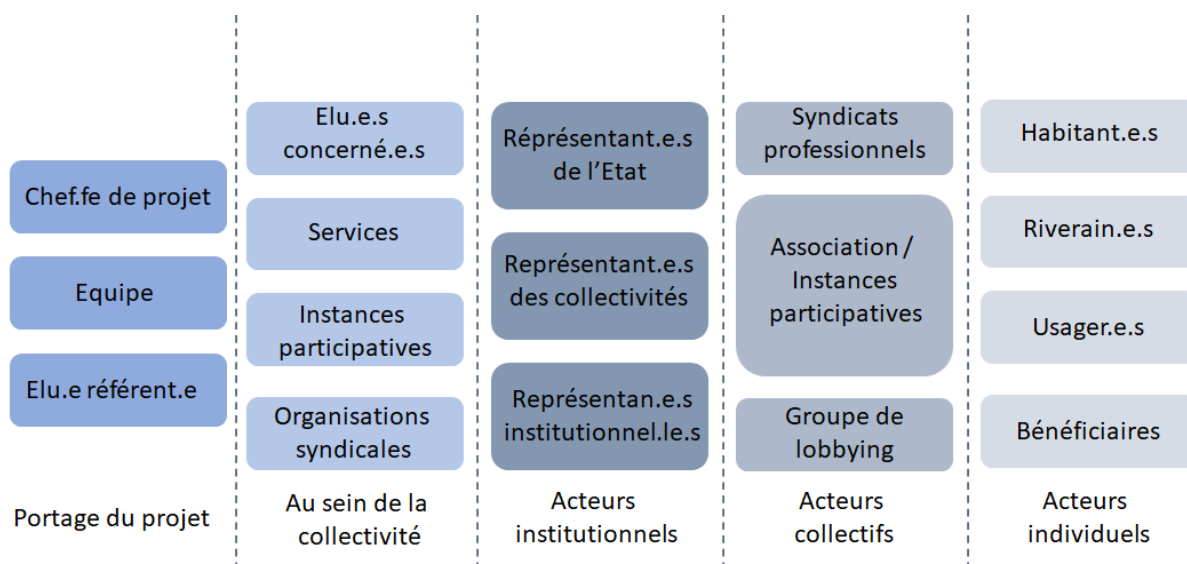 Chef.fe de projet
Equipe
Elu.e référent.e
Portage du projet
Elu.e.s
concerné.e.s
Services
Instances
participatives
Organisations
syndicales
Au sein de la
collectivité
Réprésentant.e.s
de l’Etat
Représentant.e.s
des collectivités
Représentan.e.s
institutionnel.le.s
Acteurs
institutionnels
Syndicats
professionnels
Association /
Instances
participatives
Groupe de
lobbying
Acteurs
collectifs
Habitant.e.s
Riverain.e.s
Usager.e.s
Bénéficiaires
Acteurs
individuels